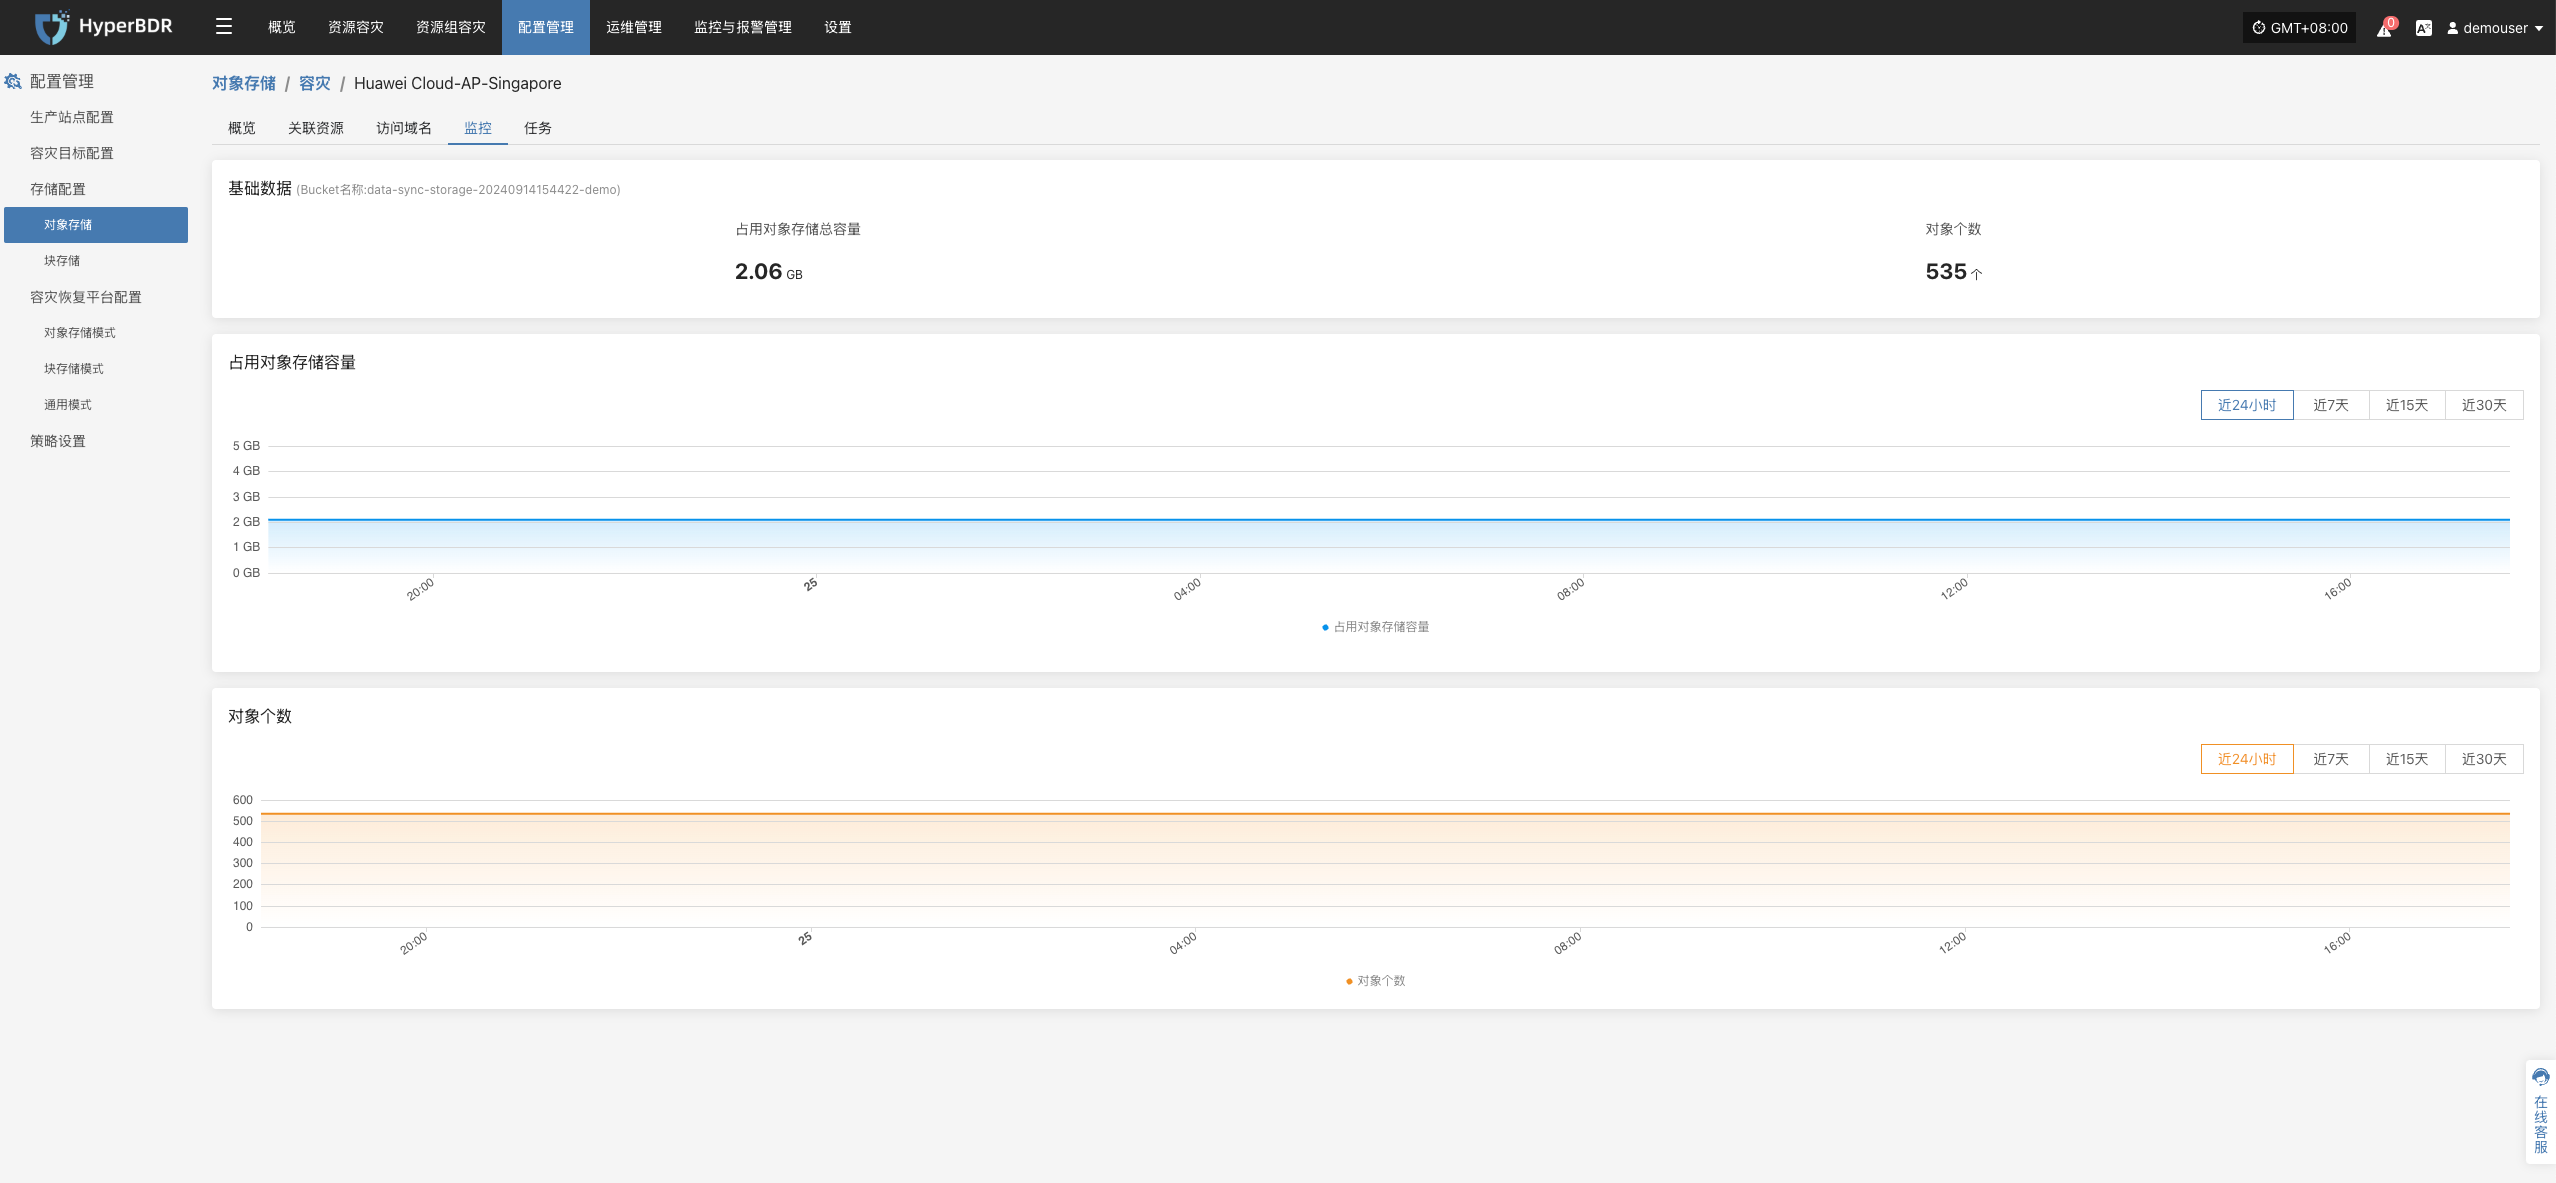 HyperBDR 概览 资源容灾 资源组容灾 配置管理 运维管理 监控与报警管理 设置 GMT+08:00 0 demouser
配置管理
生产站点配置
容灾目标配置
存储配置
对象存储
块存储
容灾恢复平台配置
对象存储模式
块存储模式
通用模式
策略设置
对象存储 / 容灾 / Huawei Cloud-AP-Singapore
概览 关联资源 访问域名 监控 任务
基础数据 (Bucket名称:data-sync-storage-20240914154422-demo)
占用对象存储总容量 对象个数
2.06 GB 535 个
占用对象存储容量
近24小时 近7天 近15天 近30天
5 GB
4 GB
3 GB
2 GB
1 GB
0 GB
20:00 25 04:00 08:00 12:00 16:00
占用对象存储容量
对象个数
近24小时 近7天 近15天 近30天
600
500
400
300
200
100
0
20:00 25 04:00 08:00 12:00 16:00
对象个数
在线客服